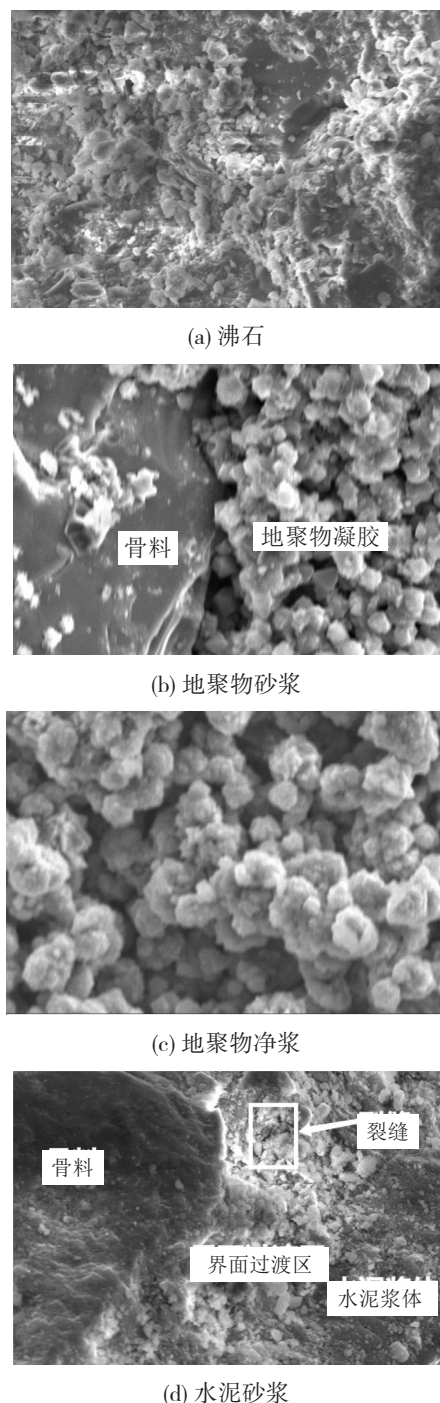 (a) 沸石
骨料
地聚物凝胶
(b) 地聚物砂浆
(c) 地聚物净浆
裂缝
骨料
界面过渡区
水泥浆体
(d) 水泥砂浆